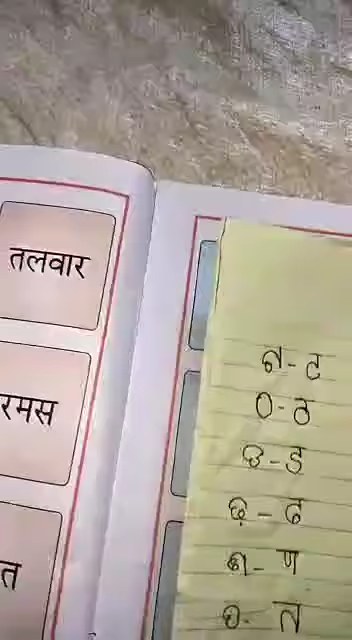 तलवार
रमस
त
ଟ - ट
ଠ - ठ
ଡ - ड
ଢ - ढ
ଣ - ण
ତ - त